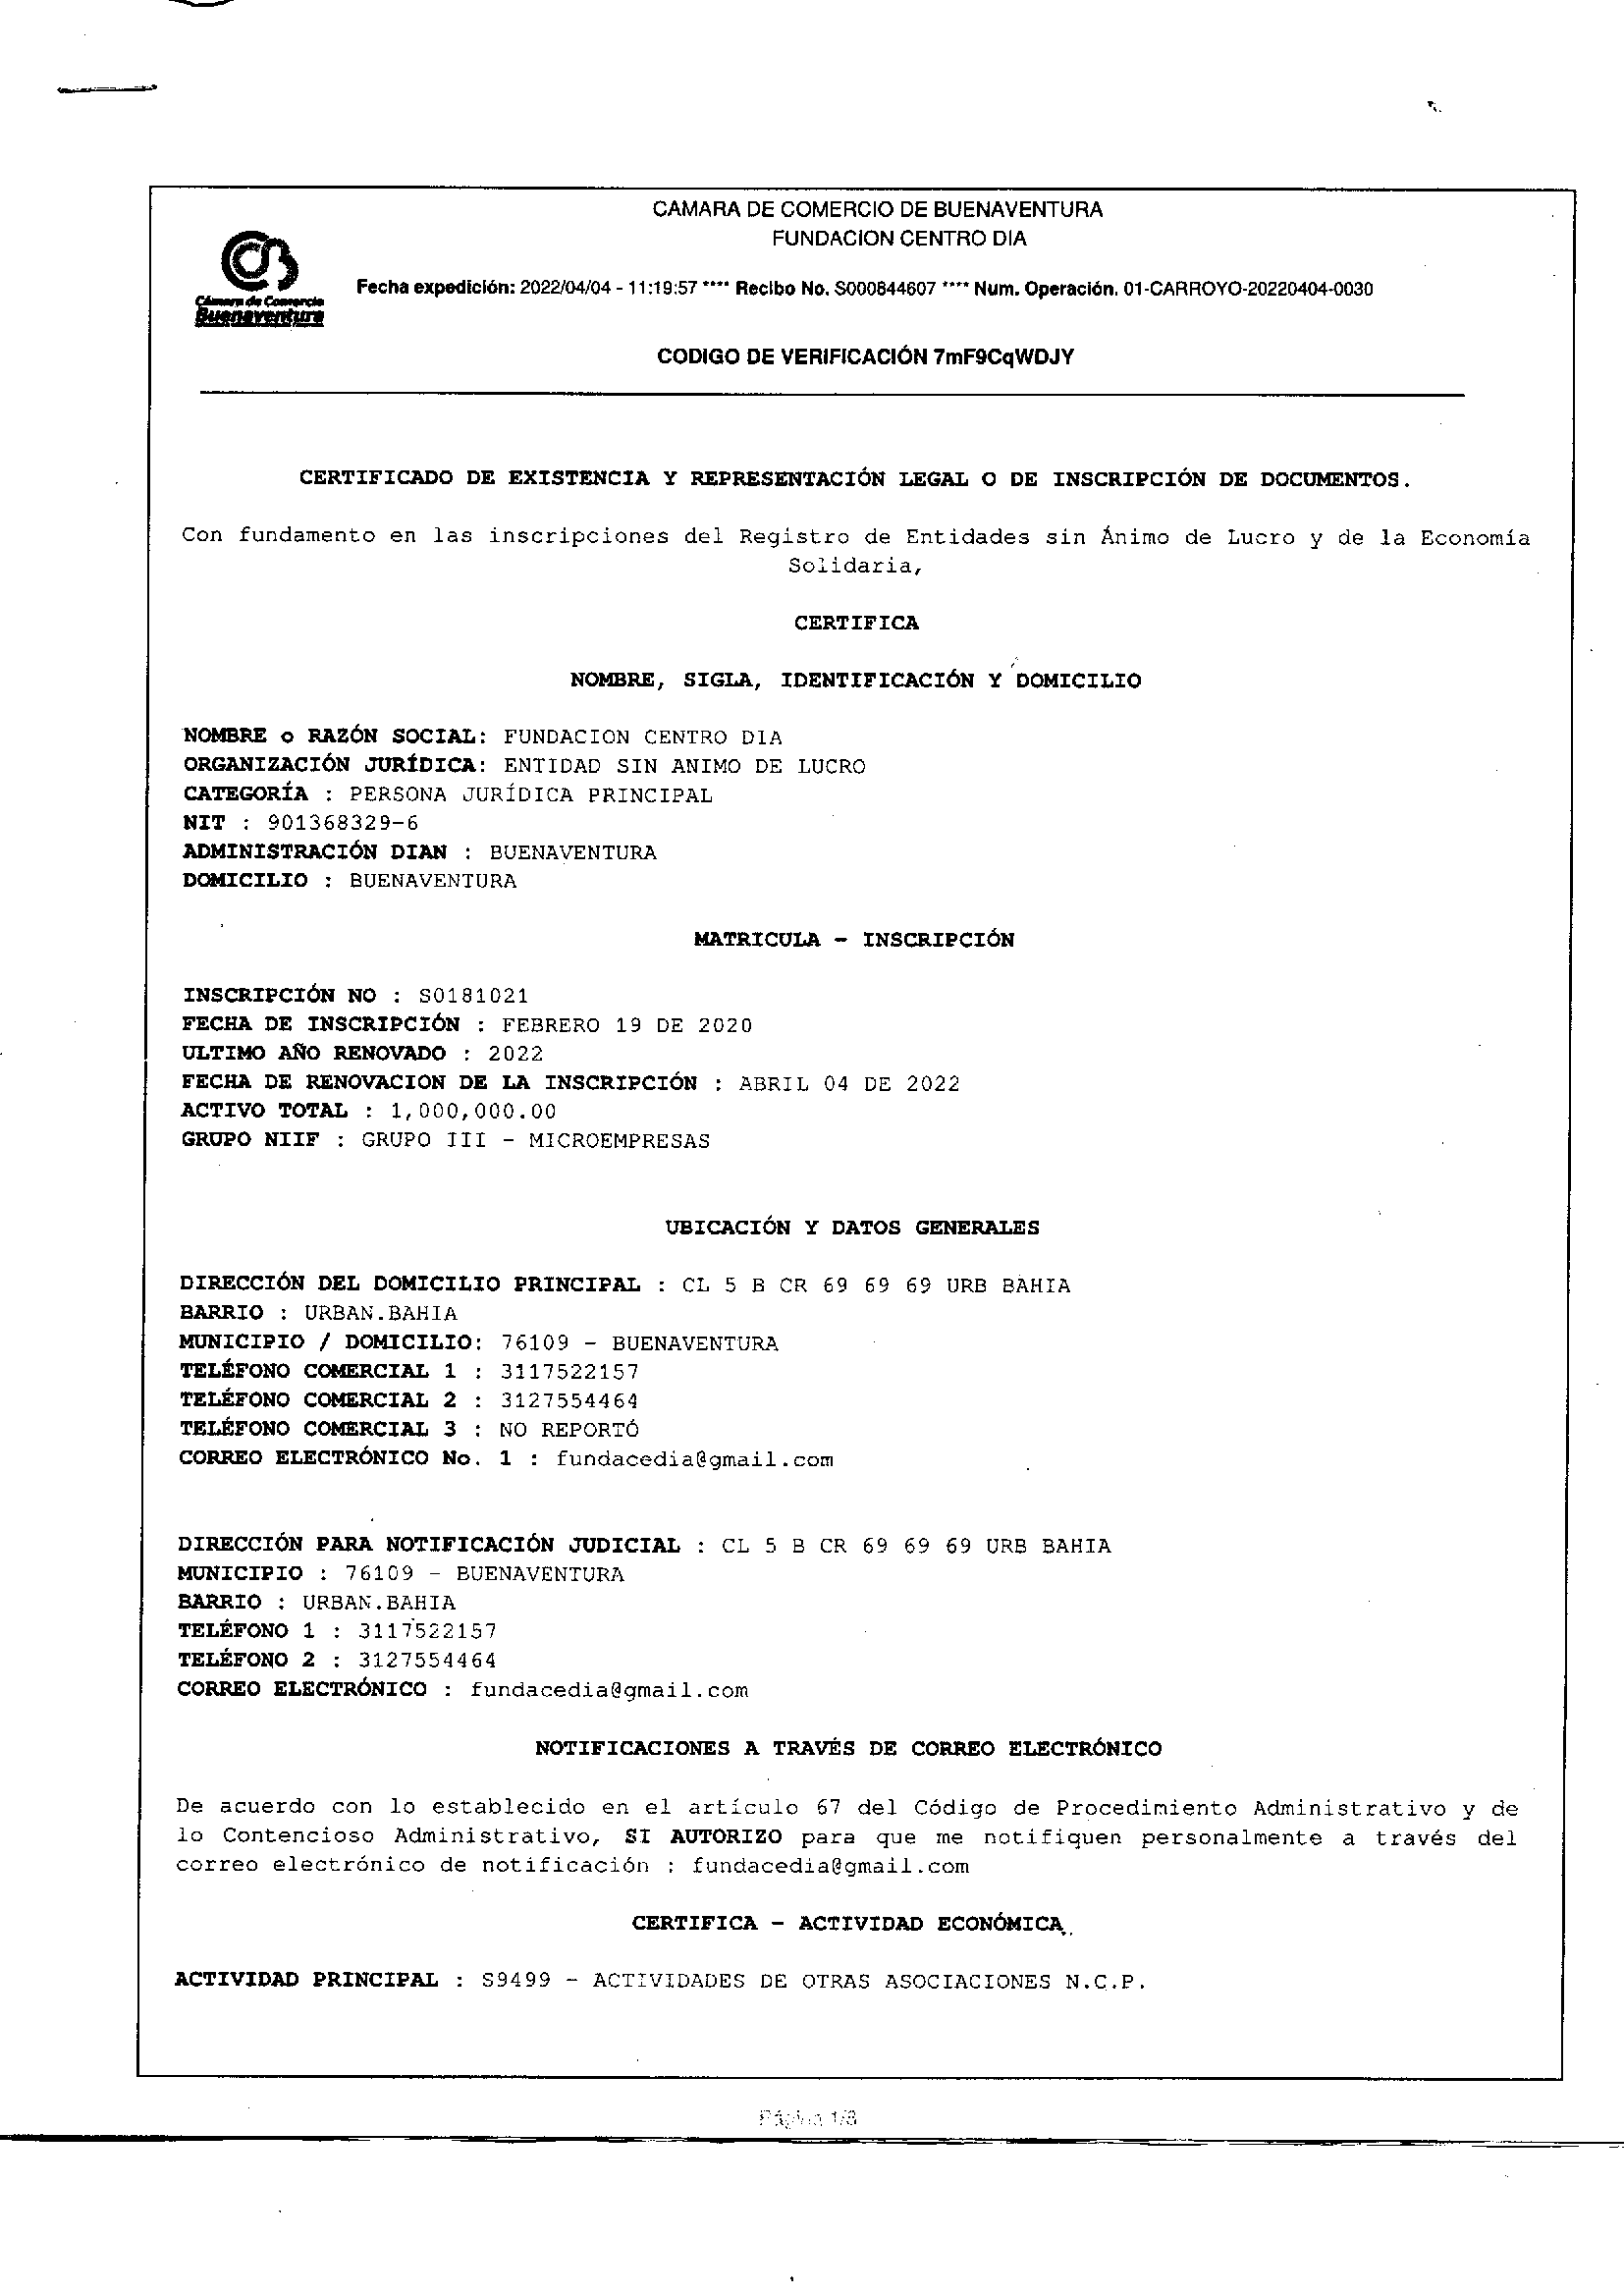 CAMARA DE COMERCIO DE BUENAVENTURA
FUNDACION CENTRO DIA
Cámara de Comercio
Buenaventura
Fecha expedición: 2022/04/04 - 11:19:57 **** Recibo No. S000844607 **** Num. Operación. 01-CARROYO-20220404-0030
CODIGO DE VERIFICACIÓN 7mF9CqWDJY
CERTIFICADO DE EXISTENCIA Y REPRESENTACIÓN LEGAL O DE INSCRIPCIÓN DE DOCUMENTOS.
Con fundamento en las inscripciones del Registro de Entidades sin Ánimo de Lucro y de la Economía
Solidaria,
CERTIFICA
NOMBRE, SIGLA, IDENTIFICACIÓN Y DOMICILIO
NOMBRE o RAZÓN SOCIAL: FUNDACION CENTRO DIA
ORGANIZACIÓN JURÍDICA: ENTIDAD SIN ANIMO DE LUCRO
CATEGORÍA : PERSONA JURÍDICA PRINCIPAL
NIT : 901368329-6
ADMINISTRACIÓN DIAN : BUENAVENTURA
DOMICILIO : BUENAVENTURA
MATRICULA - INSCRIPCIÓN
INSCRIPCIÓN NO : S0181021
FECHA DE INSCRIPCIÓN : FEBRERO 19 DE 2020
ULTIMO AÑO RENOVADO : 2022
FECHA DE RENOVACION DE LA INSCRIPCIÓN : ABRIL 04 DE 2022
ACTIVO TOTAL : 1,000,000.00
GRUPO NIIF : GRUPO III - MICROEMPRESAS
UBICACIÓN Y DATOS GENERALES
DIRECCIÓN DEL DOMICILIO PRINCIPAL : CL 5 B CR 69 69 69 URB BAHIA
BARRIO : URBAN.BAHIA
MUNICIPIO / DOMICILIO: 76109 - BUENAVENTURA
TELÉFONO COMERCIAL 1 : 3117522157
TELÉFONO COMERCIAL 2 : 3127554464
TELÉFONO COMERCIAL 3 : NO REPORTÓ
CORREO ELECTRÓNICO No. 1 : fundacedia@gmail.com
DIRECCIÓN PARA NOTIFICACIÓN JUDICIAL : CL 5 B CR 69 69 69 URB BAHIA
MUNICIPIO : 76109 - BUENAVENTURA
BARRIO : URBAN.BAHIA
TELÉFONO 1 : 3117522157
TELÉFONO 2 : 3127554464
CORREO ELECTRÓNICO : fundacedia@gmail.com
NOTIFICACIONES A TRAVÉS DE CORREO ELECTRÓNICO
De acuerdo con lo establecido en el artículo 67 del Código de Procedimiento Administrativo y de
lo Contencioso Administrativo, SI AUTORIZO para que me notifiquen personalmente a través del
correo electrónico de notificación : fundacedia@gmail.com
CERTIFICA - ACTIVIDAD ECONÓMICA
ACTIVIDAD PRINCIPAL : S9499 - ACTIVIDADES DE OTRAS ASOCIACIONES N.C.P.
Página